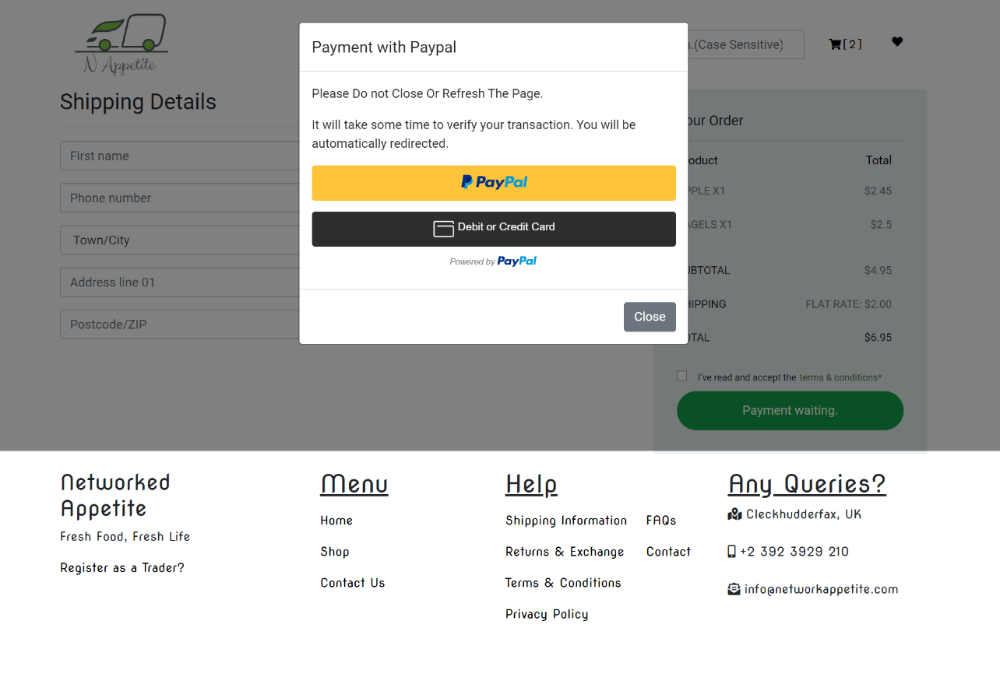 N Appetite
n.(Case Sensitive)
[2]
Payment with Paypal
Please Do not Close Or Refresh The Page.
It will take some time to verify your transaction. You will be
automatically redirected.
PayPal
Debit or Credit Card
Powered by PayPal
Close
Shipping Details
First name
Phone number
Town/City
Address line 01
Postcode/ZIP
our Order
oduct Total
PPLE X1 $2.45
AGELS X1 $2.5
UBTOTAL $4.95
HIPPING FLAT RATE: $2.00
OTAL $6.95
I've read and accept the terms & conditions*
Payment waiting.
Networked
Appetite
Fresh Food, Fresh Life
Register as a Trader?
Menu
Home
Shop
Contact Us
Help
Shipping Information
Returns & Exchange
Terms & Conditions
Privacy Policy
FAQs
Contact
Any Queries?
Cleckhudderfax, UK
+2 392 3929 210
info@networkappetite.com